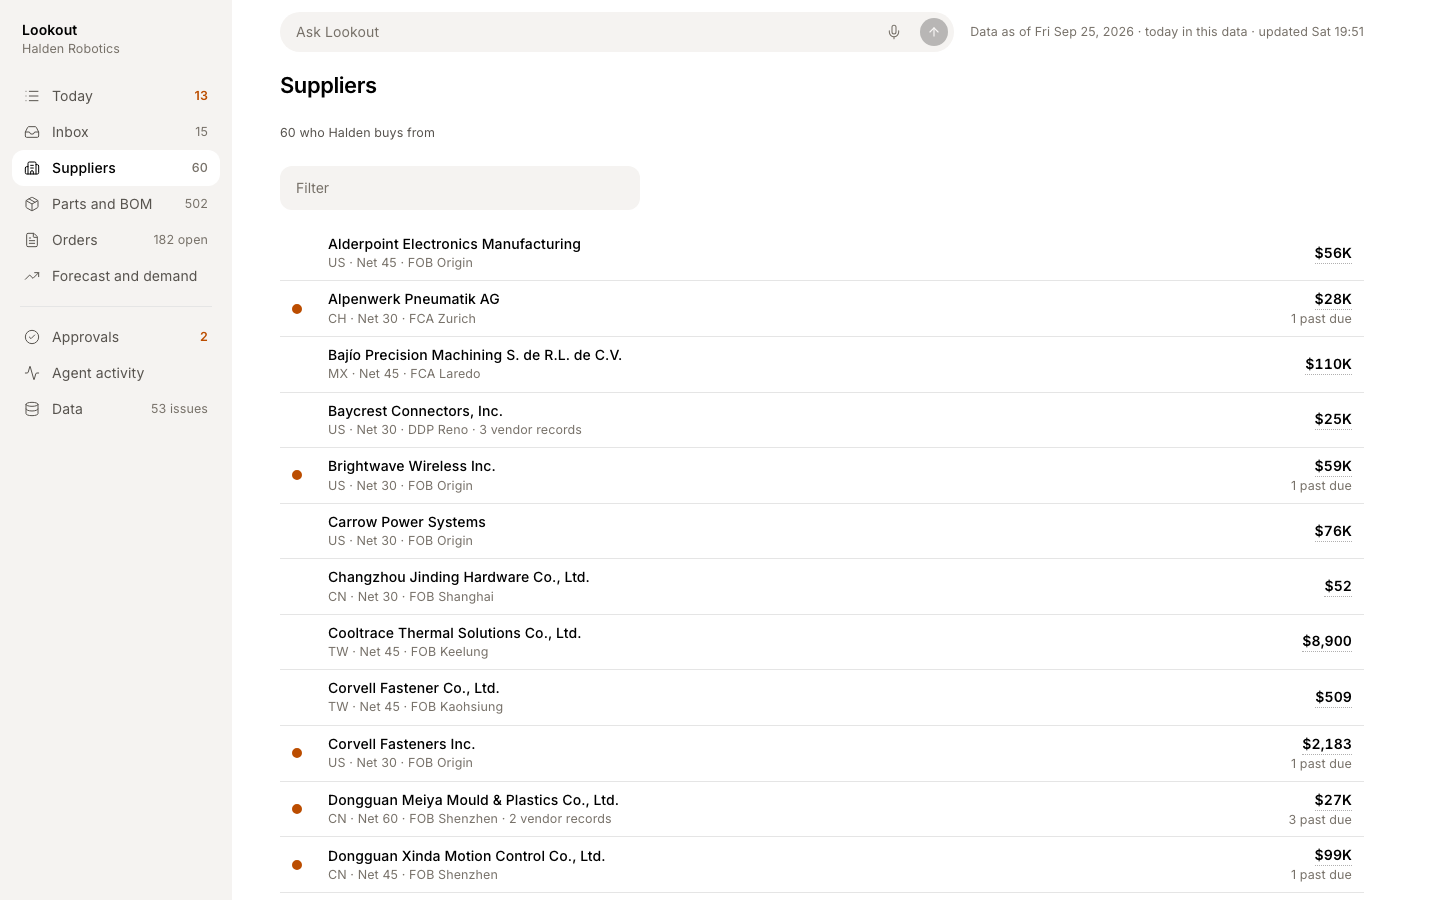 Lookout
Halden Robotics
Today 13
Inbox 15
Suppliers 60
Parts and BOM 502
Orders 182 open
Forecast and demand
Approvals 2
Agent activity
Data 53 issues
Ask Lookout
Data as of Fri Sep 25, 2026 · today in this data · updated Sat 19:51
Suppliers
60 who Halden buys from
Filter
Alderpoint Electronics Manufacturing
US · Net 45 · FOB Origin
$56K
Alpenwerk Pneumatik AG
CH · Net 30 · FCA Zurich
$28K
1 past due
Bajío Precision Machining S. de R.L. de C.V.
MX · Net 45 · FCA Laredo
$110K
Baycrest Connectors, Inc.
US · Net 30 · DDP Reno · 3 vendor records
$25K
Brightwave Wireless Inc.
US · Net 30 · FOB Origin
$59K
1 past due
Carrow Power Systems
US · Net 30 · FOB Origin
$76K
Changzhou Jinding Hardware Co., Ltd.
CN · Net 30 · FOB Shanghai
$52
Cooltrace Thermal Solutions Co., Ltd.
TW · Net 45 · FOB Keelung
$8,900
Corvell Fastener Co., Ltd.
TW · Net 45 · FOB Kaohsiung
$509
Corvell Fasteners Inc.
US · Net 30 · FOB Origin
$2,183
1 past due
Dongguan Meiya Mould & Plastics Co., Ltd.
CN · Net 60 · FOB Shenzhen · 2 vendor records
$27K
3 past due
Dongguan Xinda Motion Control Co., Ltd.
CN · Net 45 · FOB Shenzhen
$99K
1 past due